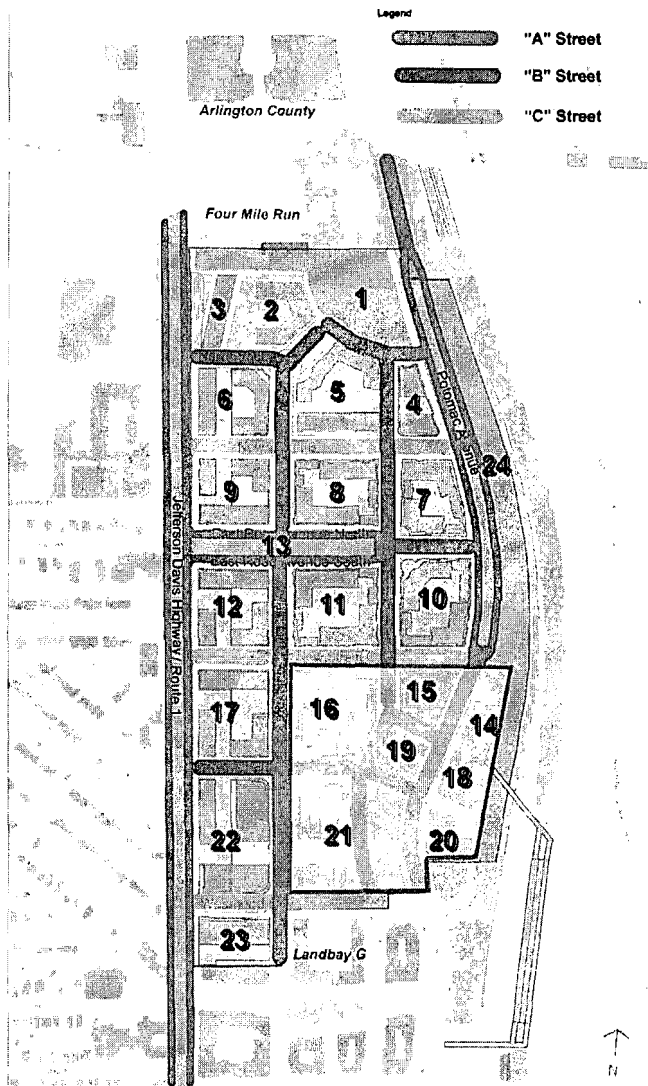 Legend
"A" Street
"B" Street
"C" Street
Arlington County
Four Mile Run
1
2
3
4
5
6
Potomac Avenue
24
7
8
9
13
10
11
12
Jefferson Davis Highway / Route 1
14
15
16
17
18
19
20
21
22
23
Landbay G
N